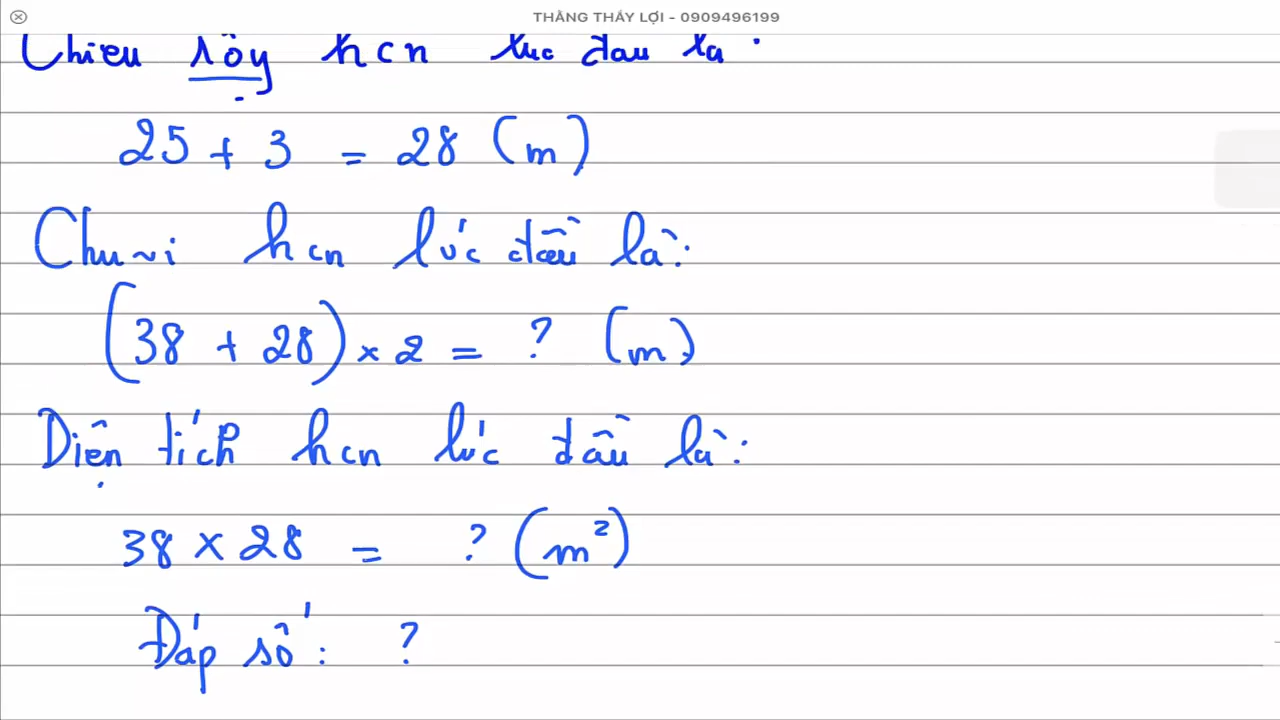 THẰNG THẦY LỢI - 0909496199
Chiều rộng hcn lúc đầu là:
25 + 3 = 28 (m)
Chu vi hcn lúc đầu là:
(38 + 28) × 2 = ? (m)
Diện tích hcn lúc đầu là:
38 × 28 = ? (m²)
Đáp số: ?